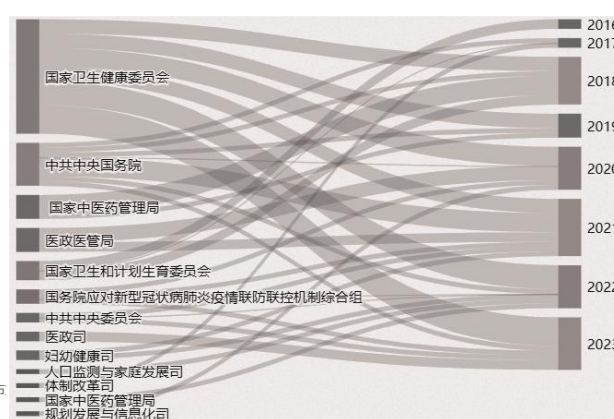 国家卫生健康委员会
中共中央国务院
国家中医药管理局
医政医管局
国家卫生和计划生育委员会
国务院应对新型冠状病肺炎疫情联防联控机制综合组
中共中央委员会
医政司
妇幼健康司
人口监测与家庭发展司
体制改革司
国家中医药管理局
规划发展与信息化司
2016
2017
2018
2019
2020
2021
2022
2023